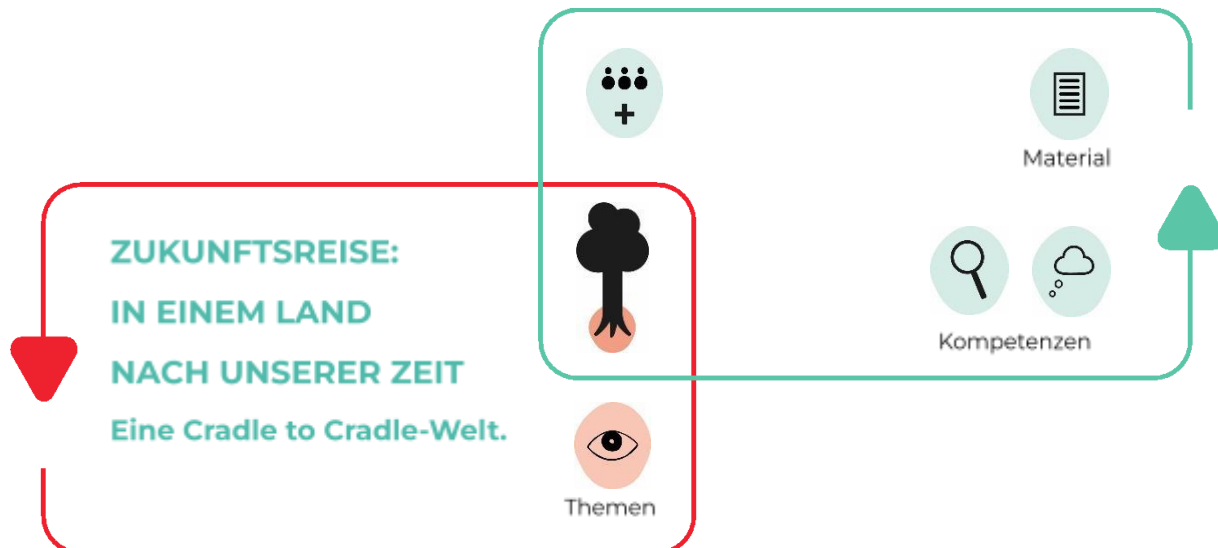 Material
ZUKUNFTSREISE:
IN EINEM LAND
NACH UNSERER ZEIT
Eine Cradle to Cradle-Welt.
Kompetenzen
Themen